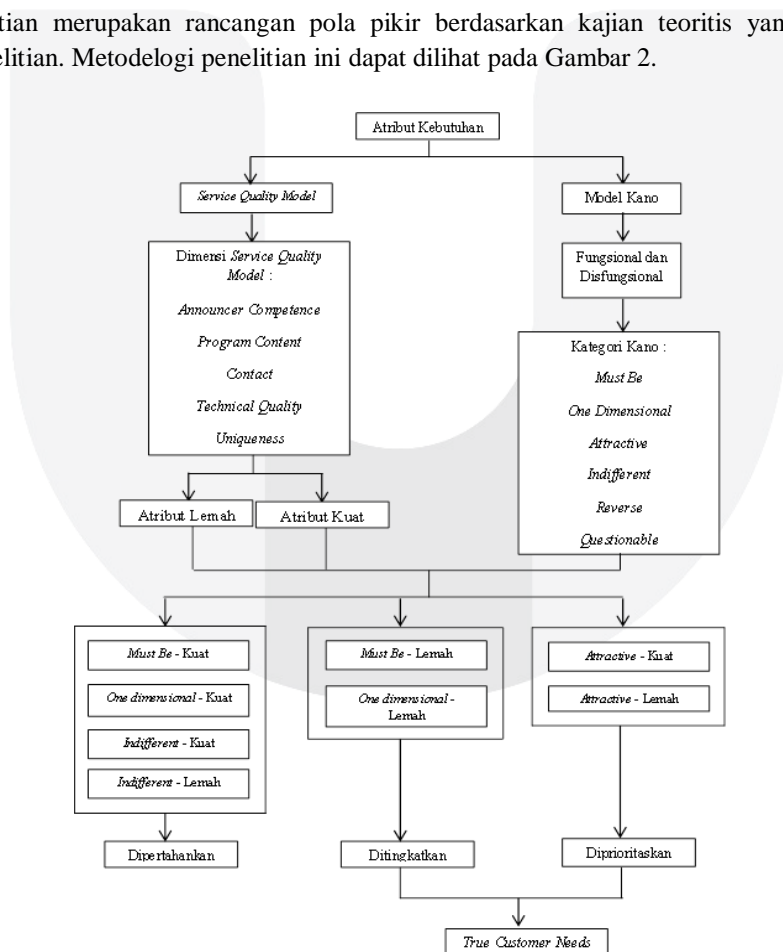 tian merupakan rancangan pola pikir berdasarkan kajian teoritis yan
elitian. Metodelogi penelitian ini dapat dilihat pada Gambar 2.
Atribut Kebutuhan
Service Quality Model
Model Kano
Dimensi Service Quality
Model :
Announcer Competence
Program Content
Contact
Technical Quality
Uniqueness
Fungsional dan
Disfungsional
Kategori Kano :
Must Be
One Dimensional
Attractive
Indifferent
Reverse
Questionable
Atribut Lemah
Atribut Kuat
Must Be - Kuat
One dimensional - Kuat
Indifferent - Kuat
Indifferent - Lemah
Must Be - Lemah
One dimensional -
Lemah
Attractive - Kuat
Attractive - Lemah
Dipertahankan
Ditingkatkan
Diprioritaskan
True Customer Needs